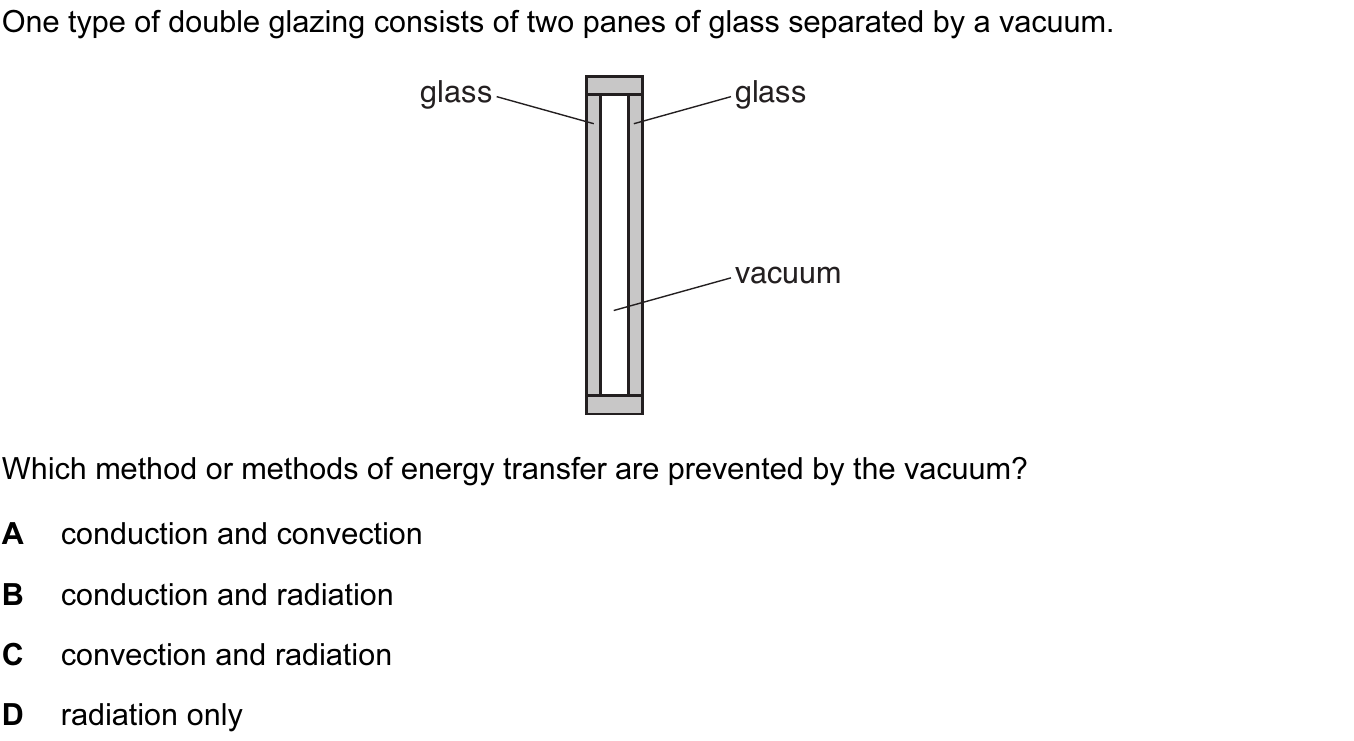 One type of double glazing consists of two panes of glass separated by a vacuum.
glass glass
vacuum
Which method or methods of energy transfer are prevented by the vacuum?
A conduction and convection
B conduction and radiation
C convection and radiation
D radiation only